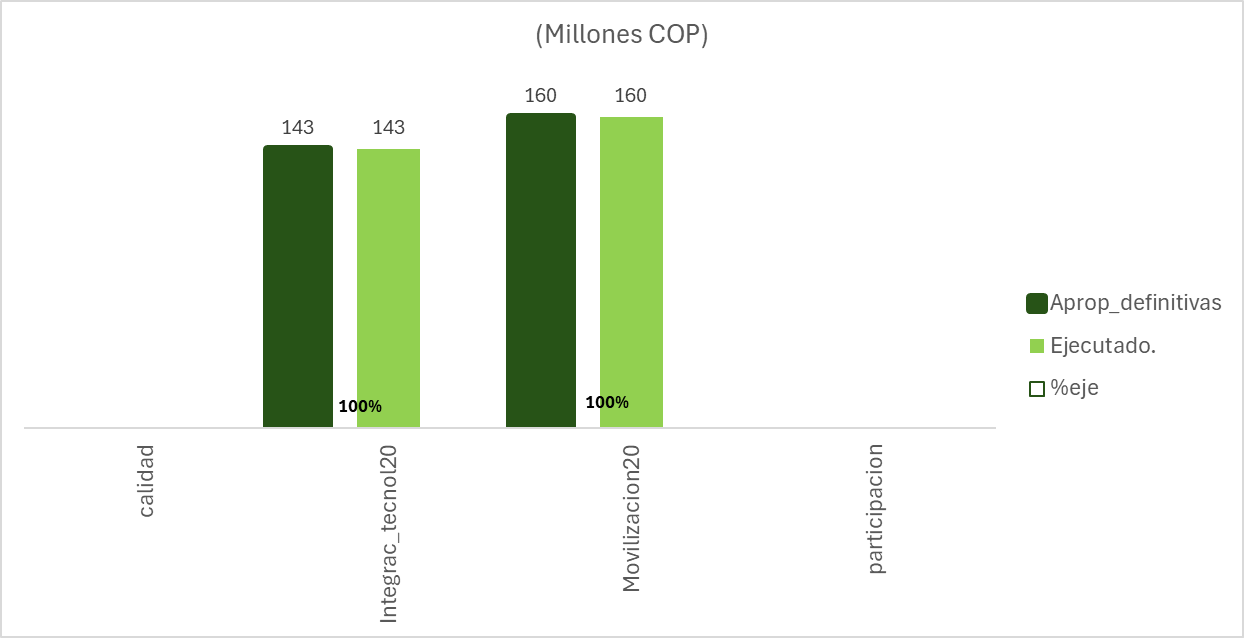 (Millones COP)
160 160
143 143
100% 100%
calidad
Integrac_tecnol20
Movilizacion20
participacion
Aprop_definitivas
Ejecutado.
%eje